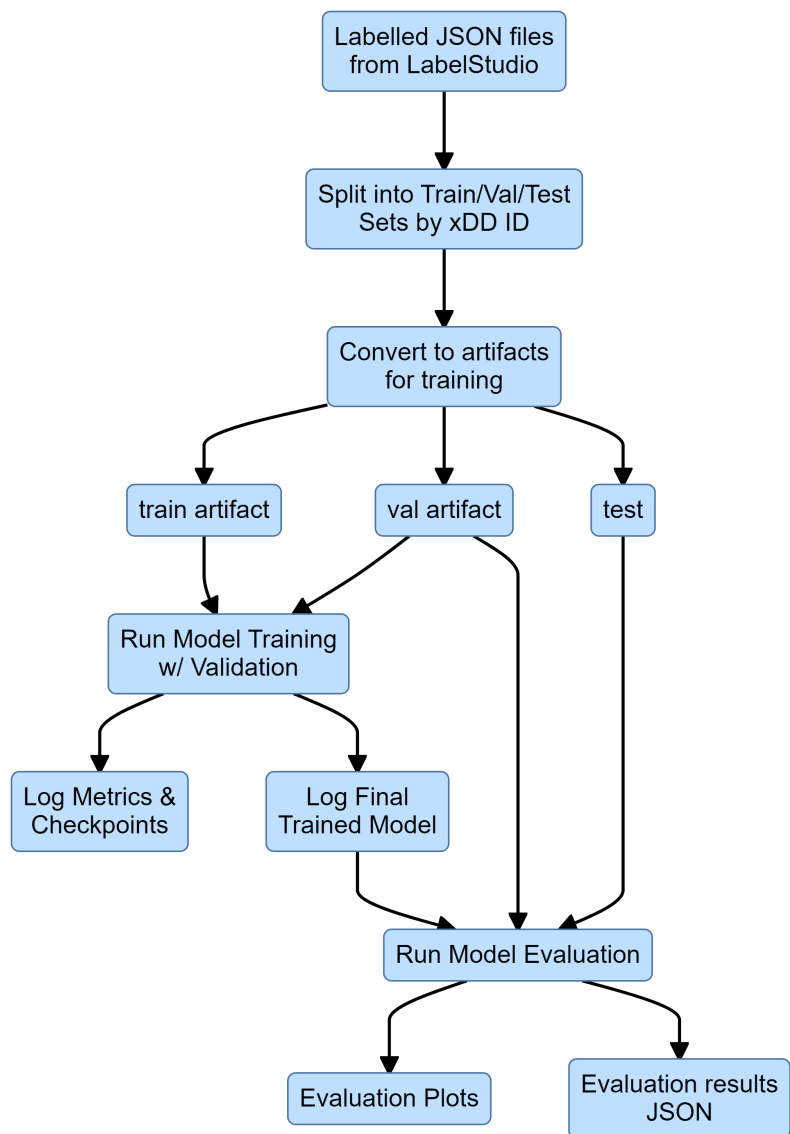 Labelled JSON files
from LabelStudio
Split into Train/Val/Test
Sets by xDD ID
Convert to artifacts
for training
train artifact
val artifact
test
Run Model Training
w/ Validation
Log Metrics &
Checkpoints
Log Final
Trained Model
Run Model Evaluation
Evaluation Plots
Evaluation results
JSON